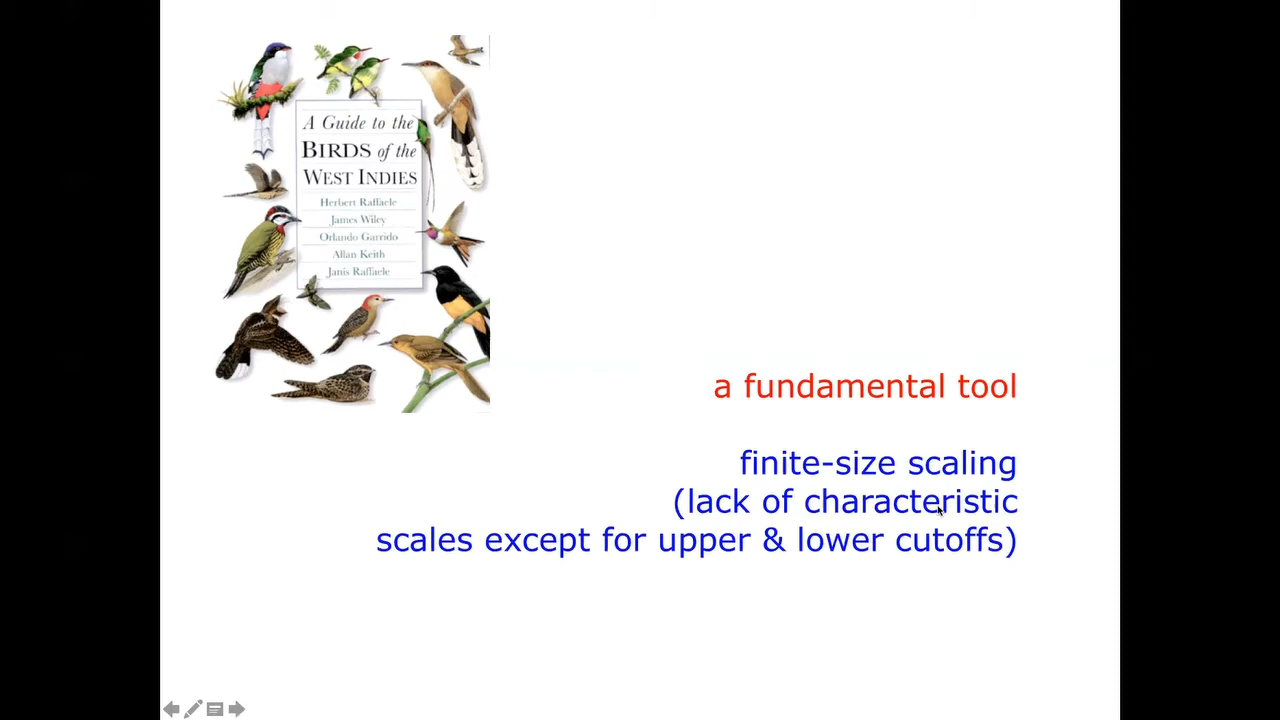 A Guide to the
BIRDS of the
WEST INDIES
Herbert Raffaele
James Wiley
Orlando Garrido
Allan Keith
Janis Raffaele
a fundamental tool
finite-size scaling
(lack of characteristic
scales except for upper & lower cutoffs)